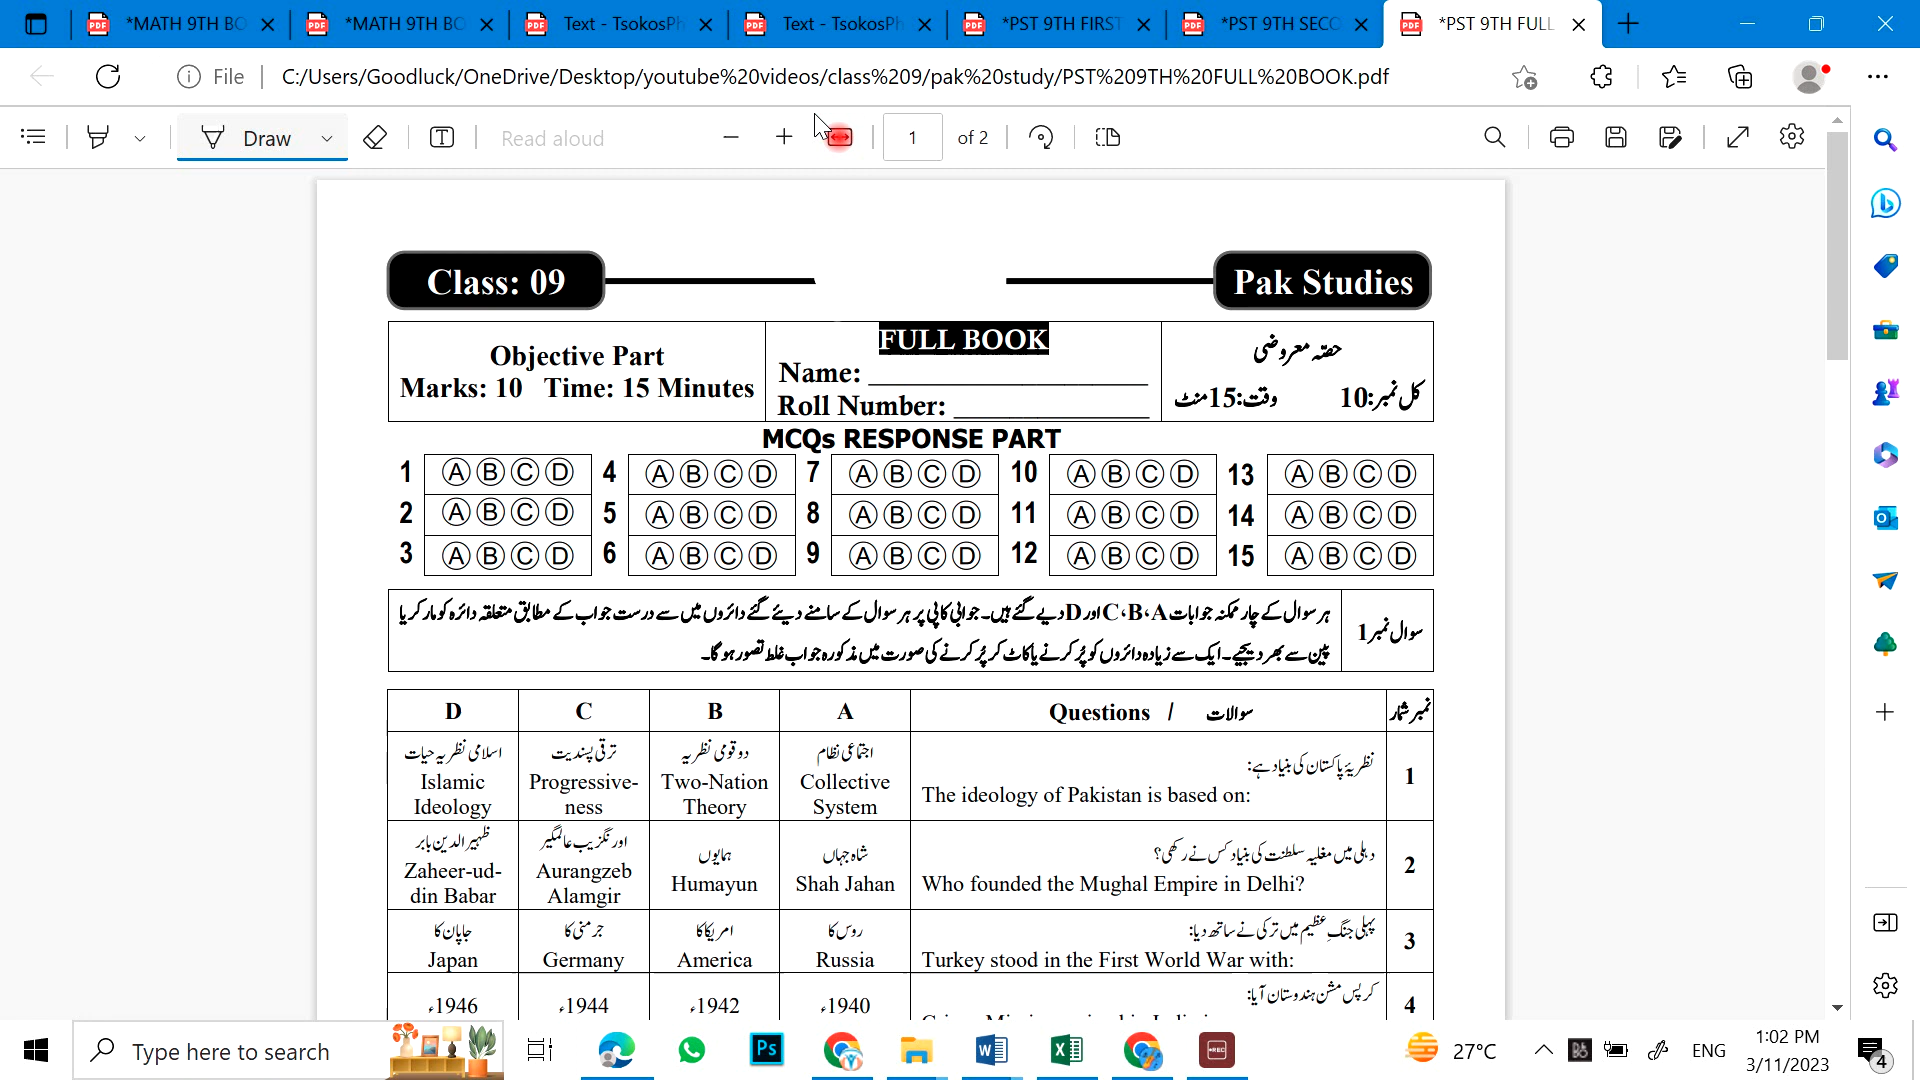 *MATH 9TH BO
*MATH 9TH BO
Text - TsokosPh
Text - TsokosPh
*PST 9TH FIRST
*PST 9TH SECO
*PST 9TH FULL
File
C:/Users/Goodluck/OneDrive/Desktop/youtube%20videos/class%209/pak%20study/PST%209TH%20FULL%20BOOK.pdf
Draw
Read aloud
1 of 2
Class: 09
Pak Studies
Objective Part
Marks: 10 Time: 15 Minutes
FULL BOOK
Name: ____________________
Roll Number: ______________
حصّہ معروضی
کل نمبر:10 وقت:15 منٹ
MCQs RESPONSE PART
1 A B C D 4 A B C D 7 A B C D 10 A B C D 13 A B C D
2 A B C D 5 A B C D 8 A B C D 11 A B C D 14 A B C D
3 A B C D 6 A B C D 9 A B C D 12 A B C D 15 A B C D
سوال نمبر 1
ہر سوال کے چار ممکنہ جوابات C،B،A اور D دیے گئے ہیں۔ جوابی کاپی پر ہر سوال کے سامنے دیئے گئے دائروں میں سے درست جواب کے مطابق متعلقہ دائرہ کو مارکر یا
پین سے بھر دیجیے۔ ایک سے زیادہ دائروں کو پُر کرنے یا کاٹ کر پُر کرنے کی صورت میں مذکورہ جواب غلط تصور ہو گا۔
D C B A Questions / سوالات نمبر شمار
1
نظریۂ پاکستان کی بنیاد ہے:
The ideology of Pakistan is based on:
اجتماعی نظام
Collective
System
دو قومی نظریہ
Two-Nation
Theory
ترقی پسندیت
Progressive-
ness
اسلامی نظریہ حیات
Islamic
Ideology
2
دہلی میں مغلیہ سلطنت کی بنیاد کس نے رکھی؟
Who founded the Mughal Empire in Delhi?
شاہ جہاں
Shah Jahan
ہمایوں
Humayun
اورنگزیب عالمگیر
Aurangzeb
Alamgir
ظہیر الدین بابر
Zaheer-ud-
din Babar
3
پہلی جنگِ عظیم میں ترکی نے ساتھ دیا:
Turkey stood in the First World War with:
روس کا
Russia
امریکا کا
America
جرمنی کا
Germany
جاپان کا
Japan
4
کرپس مشن ہندوستان آیا:
1940ء
1942ء
1944ء
1946ء
Type here to search
Ps
REC
27°C
ENG
1:02 PM
3/11/2023
4